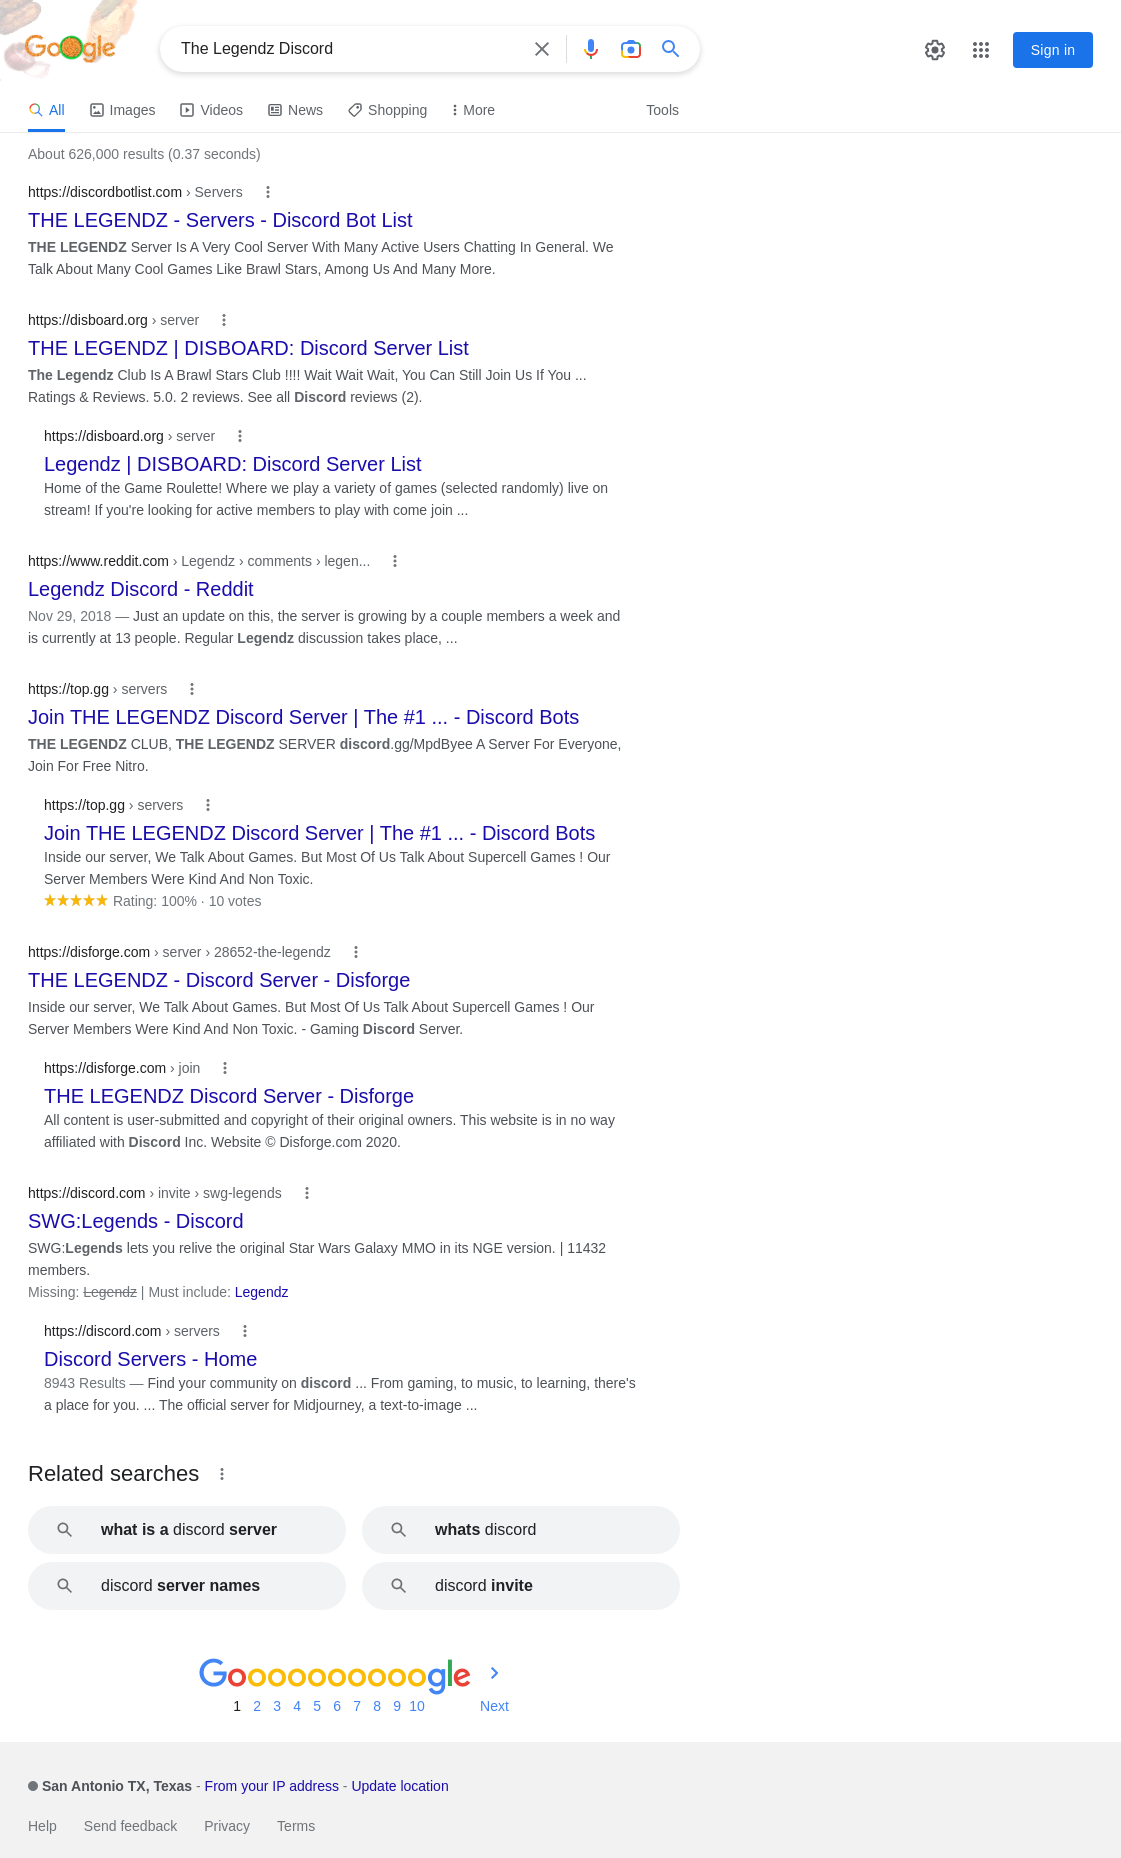 Google
The Legendz Discord
Sign in
All Images Videos News Shopping More Tools
About 626,000 results (0.37 seconds)
https://discordbotlist.com › Servers
THE LEGENDZ - Servers - Discord Bot List
THE LEGENDZ Server Is A Very Cool Server With Many Active Users Chatting In General. We
Talk About Many Cool Games Like Brawl Stars, Among Us And Many More.
https://disboard.org › server
THE LEGENDZ | DISBOARD: Discord Server List
The Legendz Club Is A Brawl Stars Club !!!! Wait Wait Wait, You Can Still Join Us If You ...
Ratings & Reviews. 5.0. 2 reviews. See all Discord reviews (2).
https://disboard.org › server
Legendz | DISBOARD: Discord Server List
Home of the Game Roulette! Where we play a variety of games (selected randomly) live on
stream! If you're looking for active members to play with come join ...
https://www.reddit.com › Legendz › comments › legen...
Legendz Discord - Reddit
Nov 29, 2018 — Just an update on this, the server is growing by a couple members a week and
is currently at 13 people. Regular Legendz discussion takes place, ...
https://top.gg › servers
Join THE LEGENDZ Discord Server | The #1 ... - Discord Bots
THE LEGENDZ CLUB, THE LEGENDZ SERVER discord.gg/MpdByee A Server For Everyone,
Join For Free Nitro.
https://top.gg › servers
Join THE LEGENDZ Discord Server | The #1 ... - Discord Bots
Inside our server, We Talk About Games. But Most Of Us Talk About Supercell Games ! Our
Server Members Were Kind And Non Toxic.
Rating: 100% · 10 votes
https://disforge.com › server › 28652-the-legendz
THE LEGENDZ - Discord Server - Disforge
Inside our server, We Talk About Games. But Most Of Us Talk About Supercell Games ! Our
Server Members Were Kind And Non Toxic. - Gaming Discord Server.
https://disforge.com › join
THE LEGENDZ Discord Server - Disforge
All content is user-submitted and copyright of their original owners. This website is in no way
affiliated with Discord Inc. Website © Disforge.com 2020.
https://discord.com › invite › swg-legends
SWG:Legends - Discord
SWG:Legends lets you relive the original Star Wars Galaxy MMO in its NGE version. | 11432
members.
Missing: Legendz | Must include: Legendz
https://discord.com › servers
Discord Servers - Home
8943 Results — Find your community on discord ... From gaming, to music, to learning, there's
a place for you. ... The official server for Midjourney, a text-to-image ...
Related searches
what is a discord server
whats discord
discord server names
discord invite
Goooooooooogle
1 2 3 4 5 6 7 8 9 10 Next
San Antonio TX, Texas - From your IP address - Update location
Help Send feedback Privacy Terms